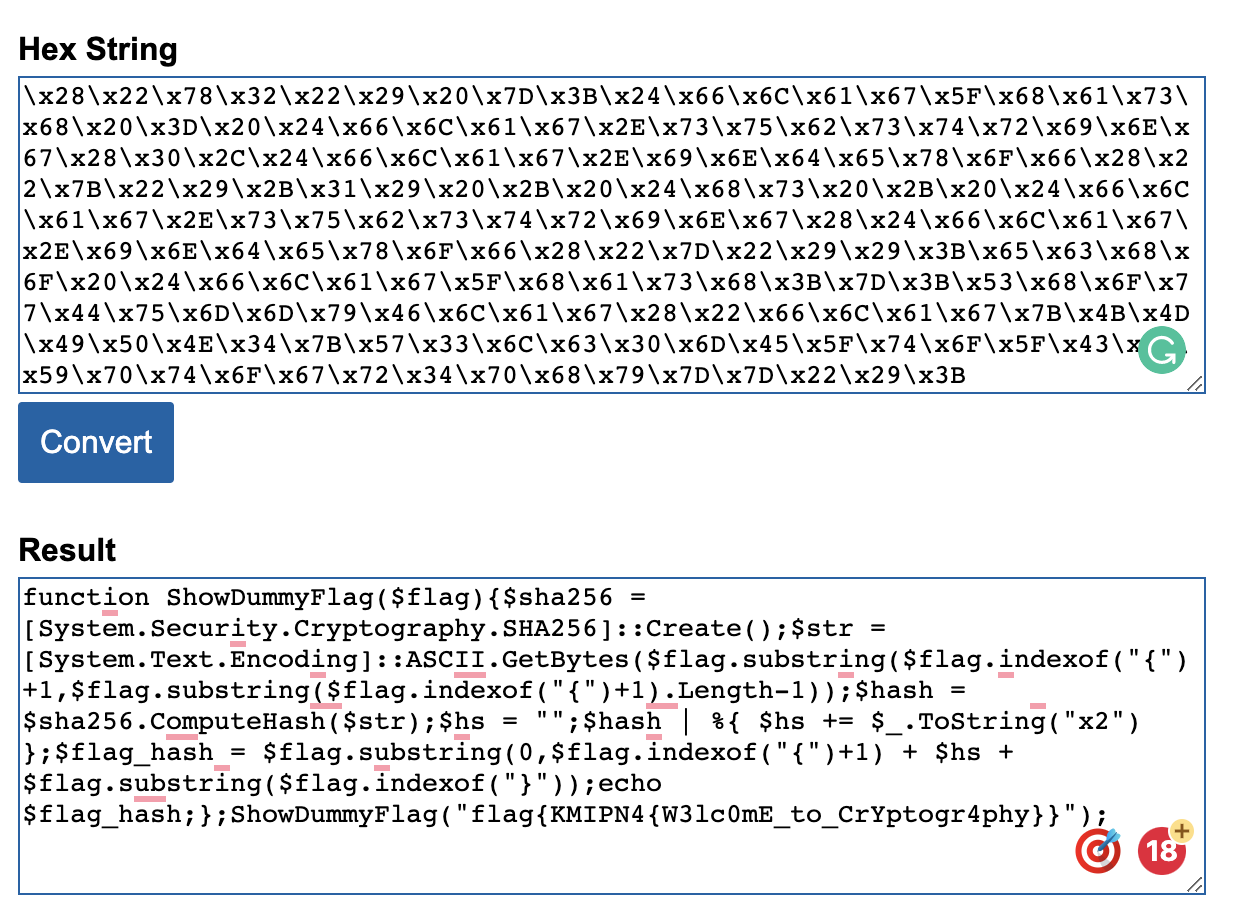 Hex String
\x28\x22\x78\x32\x22\x29\x20\x7D\x3B\x24\x66\x6C\x61\x67\x5F\x68\x61\x73\
x68\x20\x3D\x20\x24\x66\x6C\x61\x67\x2E\x73\x75\x62\x73\x74\x72\x69\x6E\x
67\x28\x30\x2C\x24\x66\x6C\x61\x67\x2E\x69\x6E\x64\x65\x78\x6F\x66\x28\x2
2\x7B\x22\x29\x2B\x31\x29\x20\x2B\x20\x24\x68\x73\x20\x2B\x20\x24\x66\x6C
\x61\x67\x2E\x73\x75\x62\x73\x74\x72\x69\x6E\x67\x28\x24\x66\x6C\x61\x67\
x2E\x69\x6E\x64\x65\x78\x6F\x66\x28\x22\x7D\x22\x29\x29\x3B\x65\x63\x68\x
6F\x20\x24\x66\x6C\x61\x67\x5F\x68\x61\x73\x68\x3B\x7D\x3B\x53\x68\x6F\x7
7\x44\x75\x6D\x6D\x79\x46\x6C\x61\x67\x28\x22\x66\x6C\x61\x67\x7B\x4B\x4D
\x49\x50\x4E\x34\x7B\x57\x33\x6C\x63\x30\x6D\x45\x5F\x74\x6F\x5F\x43\x
x59\x70\x74\x6F\x67\x72\x34\x70\x68\x79\x7D\x7D\x22\x29\x3B
Convert
Result
function ShowDummyFlag($flag){$sha256 =
[System.Security.Cryptography.SHA256]::Create();$str =
[System.Text.Encoding]::ASCII.GetBytes($flag.substring($flag.indexof("{")
+1,$flag.substring($flag.indexof("{")+1).Length-1));$hash =
$sha256.ComputeHash($str);$hs = "";$hash | %{ $hs += $_.ToString("x2")
};$flag_hash = $flag.substring(0,$flag.indexof("{")+1) + $hs +
$flag.substring($flag.indexof("}"));echo
$flag_hash;};ShowDummyFlag("flag{KMIPN4{W3lc0mE_to_CrYptogr4phy}}");
18+